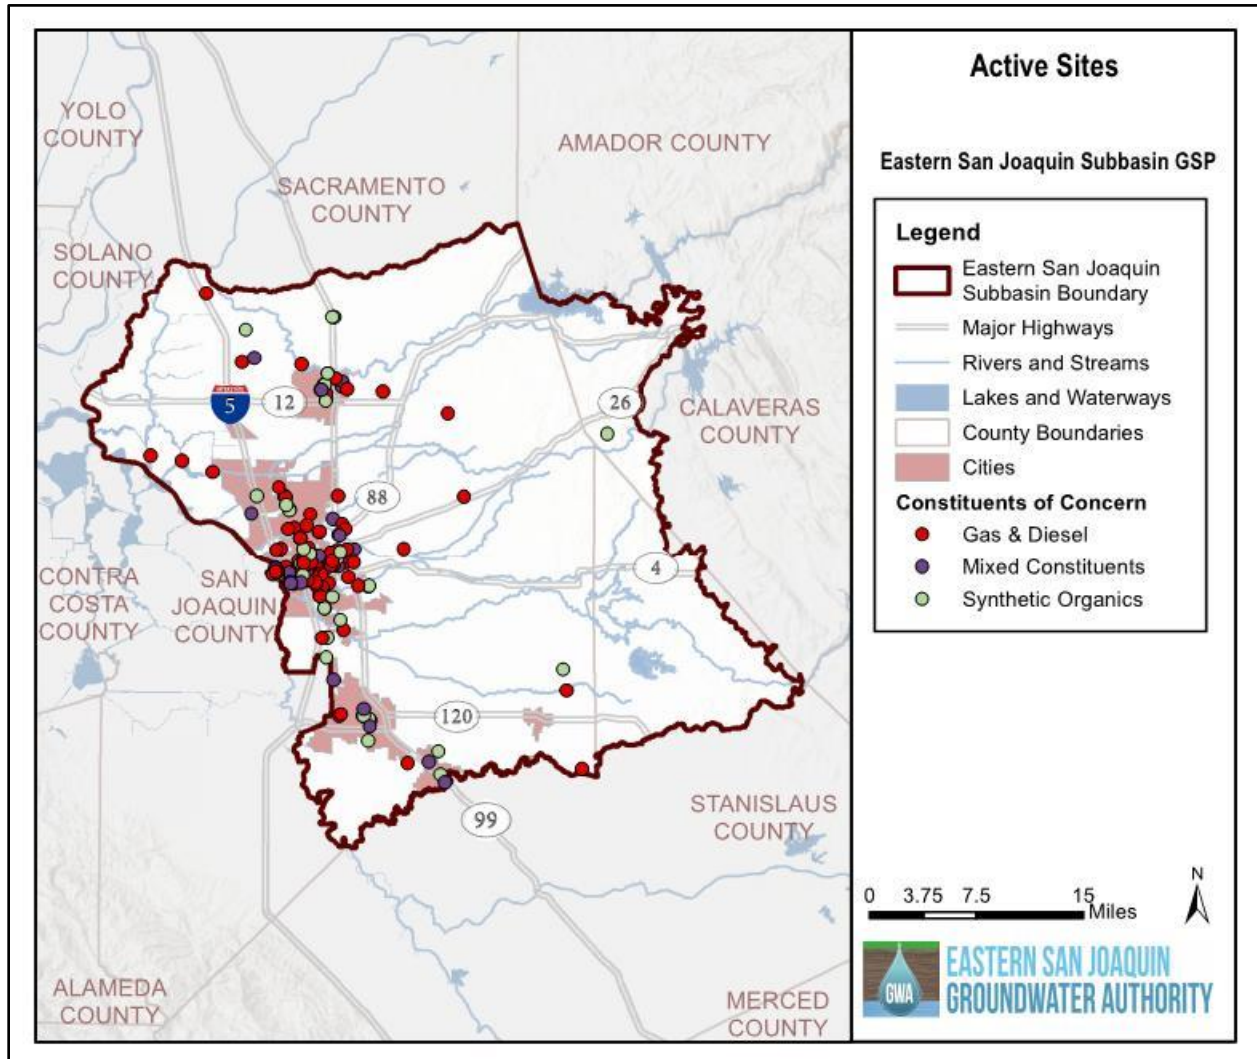 YOLO
COUNTY
AMADOR COUNTY
SACRAMENTO
COUNTY
SOLANO
COUNTY
5
12
26
CALAVERAS
COUNTY
88
4
CONTRA
COSTA
COUNTY
SAN
JOAQUIN
COUNTY
120
99
STANISLAUS
COUNTY
ALAMEDA
COUNTY
MERCED
COUNTY
Active Sites
Eastern San Joaquin Subbasin GSP
Legend
Eastern San Joaquin
Subbasin Boundary
Major Highways
Rivers and Streams
Lakes and Waterways
County Boundaries
Cities
Constituents of Concern
Gas & Diesel
Mixed Constituents
Synthetic Organics
N
0 3.75 7.5 15
Miles
GWA
EASTERN SAN JOAQUIN
GROUNDWATER AUTHORITY